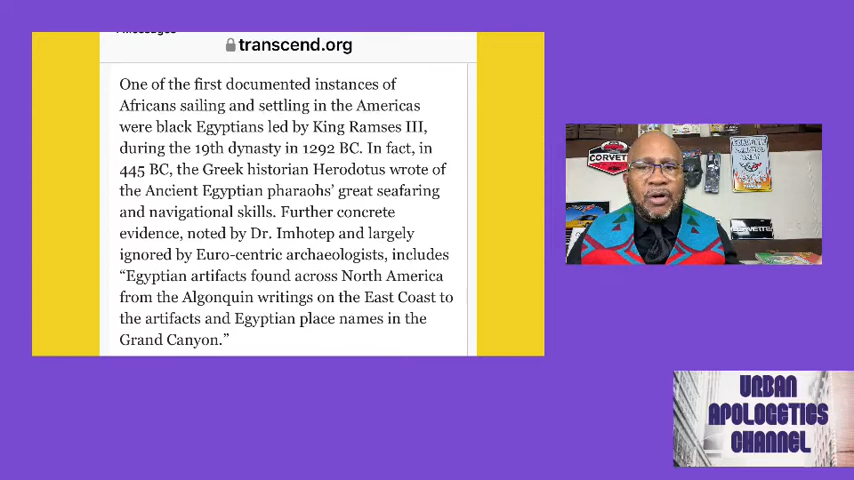 transcend.org
One of the first documented instances of
Africans sailing and settling in the Americas
were black Egyptians led by King Ramses III,
during the 19th dynasty in 1292 BC. In fact, in
445 BC, the Greek historian Herodotus wrote of
the Ancient Egyptian pharaohs’ great seafaring
and navigational skills. Further concrete
evidence, noted by Dr. Imhotep and largely
ignored by Euro-centric archaeologists, includes
“Egyptian artifacts found across North America
from the Algonquin writings on the East Coast to
the artifacts and Egyptian place names in the
Grand Canyon.”
CORVETTE
CORVETTE
URBAN
APOLOGETICS
CHANNEL